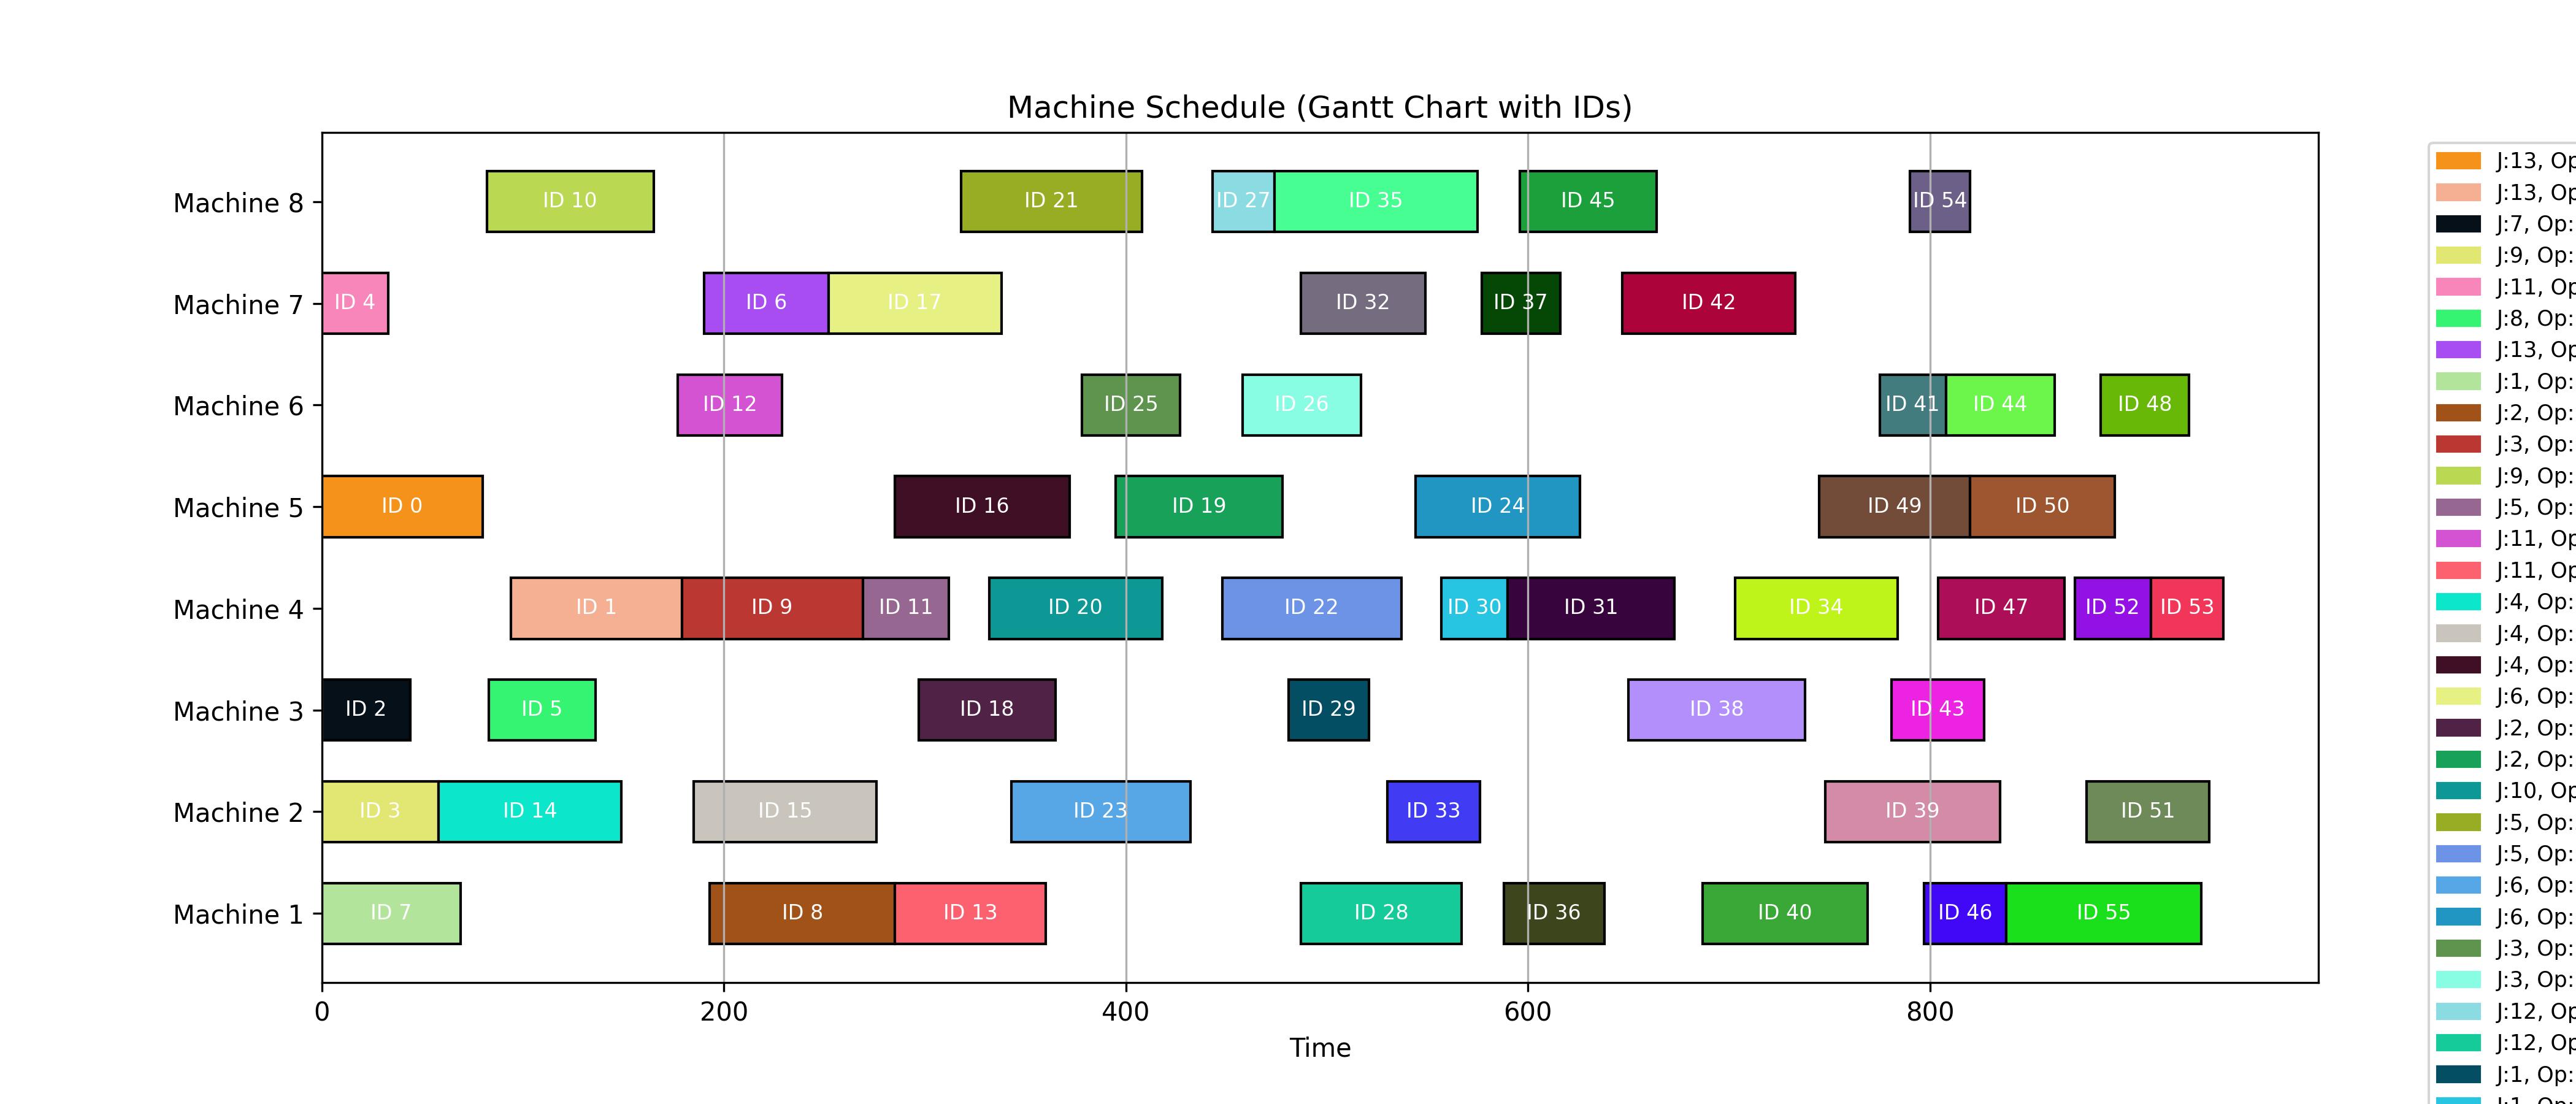 Machine Schedule (Gantt Chart with IDs)
Machine 8
ID 10
ID 21
ID 27
ID 35
ID 45
ID 54
Machine 7
ID 4
ID 6
ID 17
ID 32
ID 37
ID 42
Machine 6
ID 12
ID 25
ID 26
ID 41
ID 44
ID 48
Machine 5
ID 0
ID 16
ID 19
ID 24
ID 49
ID 50
Machine 4
ID 1
ID 9
ID 11
ID 20
ID 22
ID 30
ID 31
ID 34
ID 47
ID 52
ID 53
Machine 3
ID 2
ID 5
ID 18
ID 29
ID 38
ID 43
Machine 2
ID 3
ID 14
ID 15
ID 23
ID 33
ID 39
ID 51
Machine 1
ID 7
ID 8
ID 13
ID 28
ID 36
ID 40
ID 46
ID 55
0 200 400 600 800
Time
J:13, Op
J:13, Op
J:7, Op:
J:9, Op:
J:11, Op
J:8, Op:
J:13, Op
J:1, Op:
J:2, Op:
J:3, Op:
J:9, Op:
J:5, Op:
J:11, Op
J:11, Op
J:4, Op:
J:4, Op:
J:4, Op:
J:6, Op:
J:2, Op:
J:2, Op:
J:10, Op
J:5, Op:
J:5, Op:
J:6, Op:
J:6, Op:
J:3, Op:
J:3, Op:
J:12, Op
J:12, Op
J:1, Op: